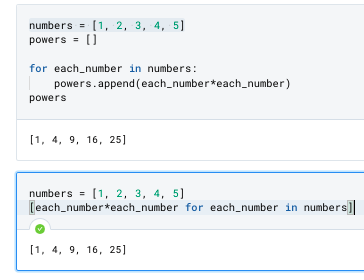 numbers = [1, 2, 3, 4, 5]
powers = []
for each_number in numbers:
    powers.append(each_number*each_number)
powers
[1, 4, 9, 16, 25]
numbers = [1, 2, 3, 4, 5]
[each_number*each_number for each_number in numbers]
[1, 4, 9, 16, 25]